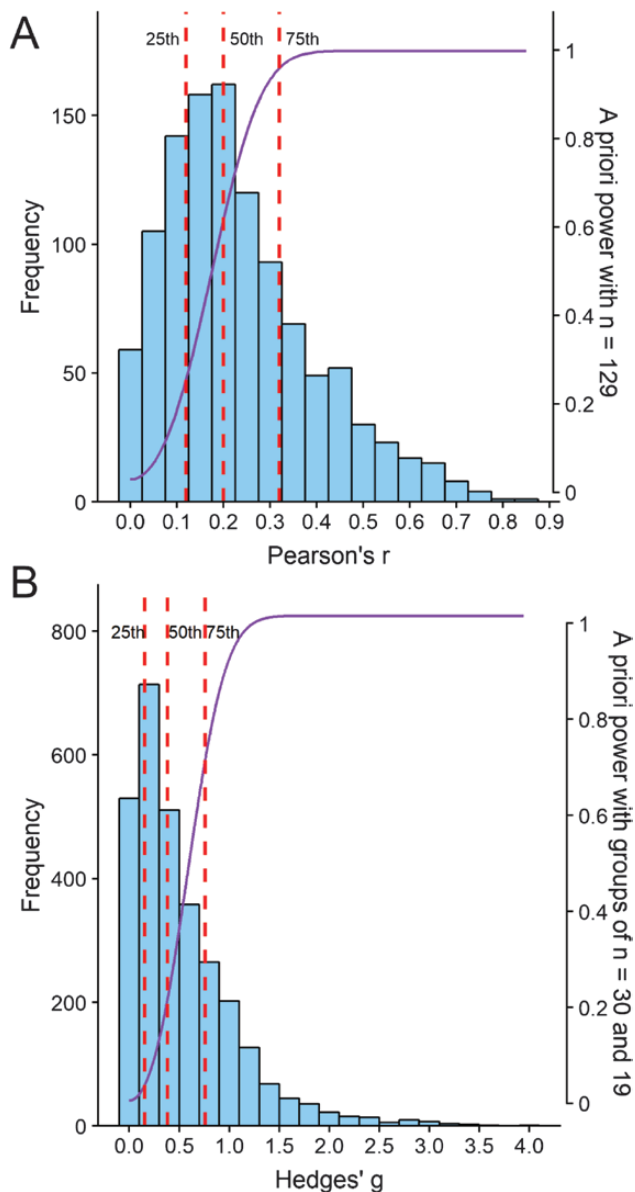 A
25th
50th
75th
150
100
50
0
Frequency
1
0.8
0.6
0.4
0.2
0
A priori power with n = 129
0.0 0.1 0.2 0.3 0.4 0.5 0.6 0.7 0.8 0.9
Pearson's r
B
25th
50th
75th
800
600
400
200
0
Frequency
1
0.8
0.6
0.4
0.2
0
A priori power with groups of n = 30 and 19
0.0 0.5 1.0 1.5 2.0 2.5 3.0 3.5 4.0
Hedges' g